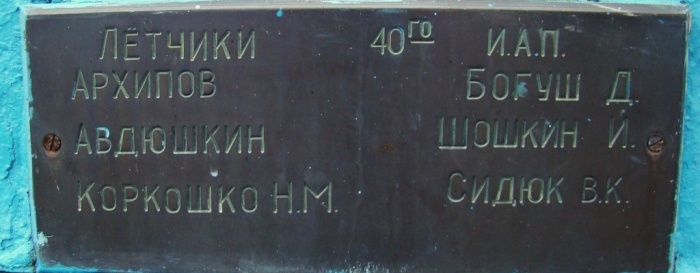 ЛЁТЧИКИ 40го И.А.П.
АРХИПОВ БОГУШ Д.
АВДЮШКИН ШОШКИН И.
КОРКОШКО Н.М. СИДЮК В.К.